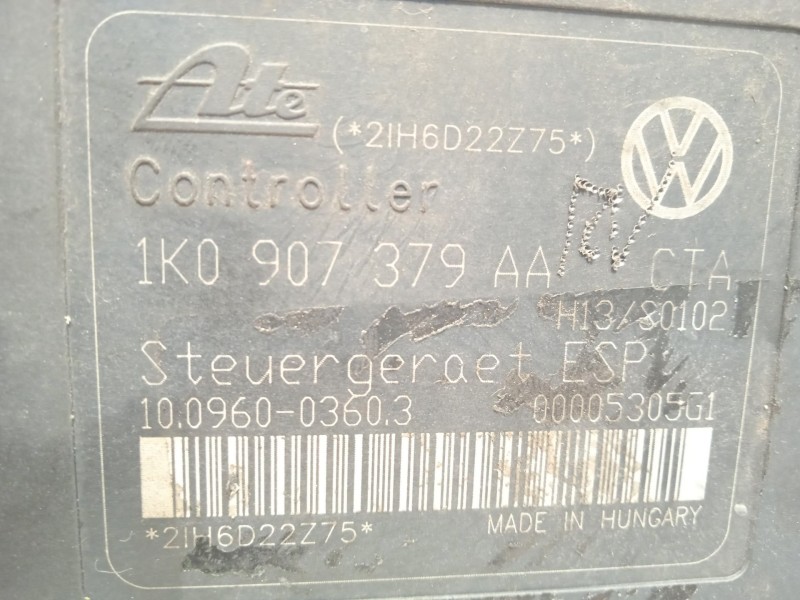 Ate
(*2IH6D22Z75*)
Controller
1K0 907 379 AA CTA
H13/80102
Steuergeraet ESP
10.0960-0360.3 00005305G1
*2IH6D22Z75*
MADE IN HUNGARY